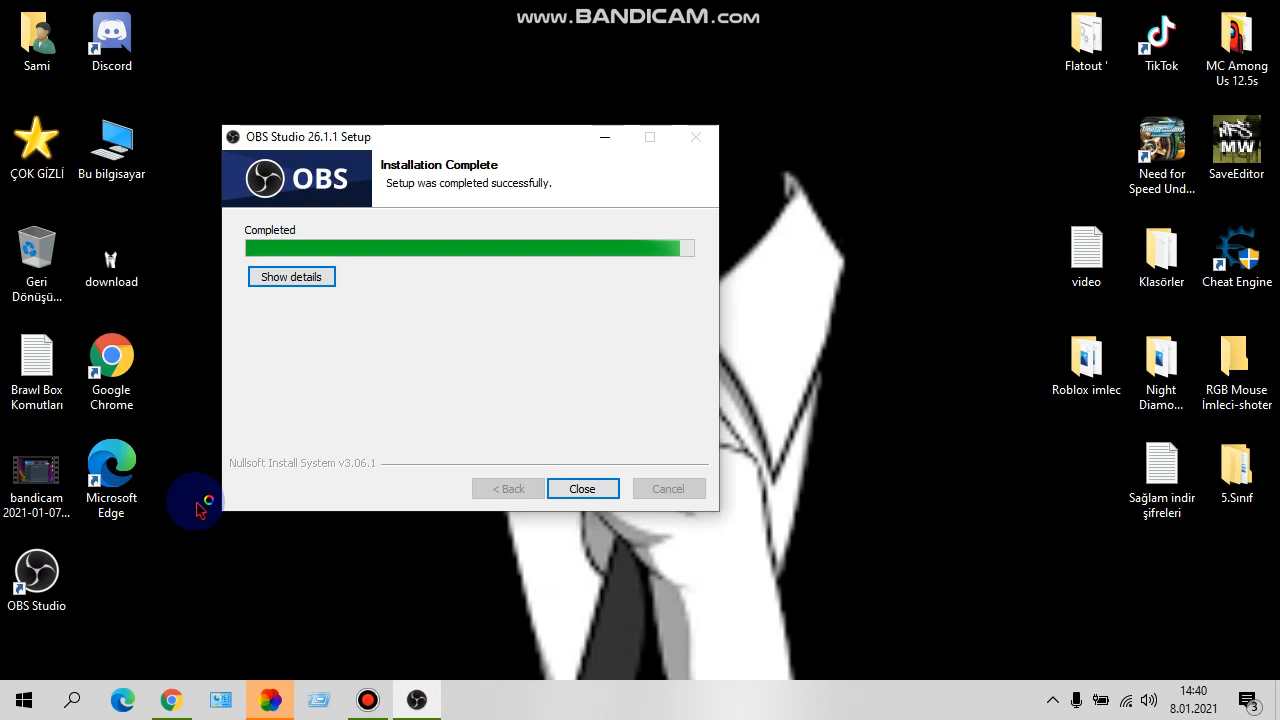 www.BANDICAM.com
Sami
Discord
ÇOK GİZLİ
Bu bilgisayar
Geri
Dönüşü...
download
Brawl Box
Komutları
Google
Chrome
bandicam
2021-01-07...
Microsoft
Edge
OBS Studio
OBS Studio 26.1.1 Setup
OBS
Installation Complete
Setup was completed successfully.
Completed
Show details
Nullsoft Install System v3.06.1
< Back
Close
Cancel
Flatout '
TikTok
MC Among
Us 12.5s
Need for
Speed Und...
NFS
MW
SaveEditor
video
Klasörler
Cheat Engine
Roblox imlec
Night
Diamo...
RGB Mouse
İmleci-shoter
Sağlam indir
şifreleri
5.Sınıf
14:40
8.01.2021
3